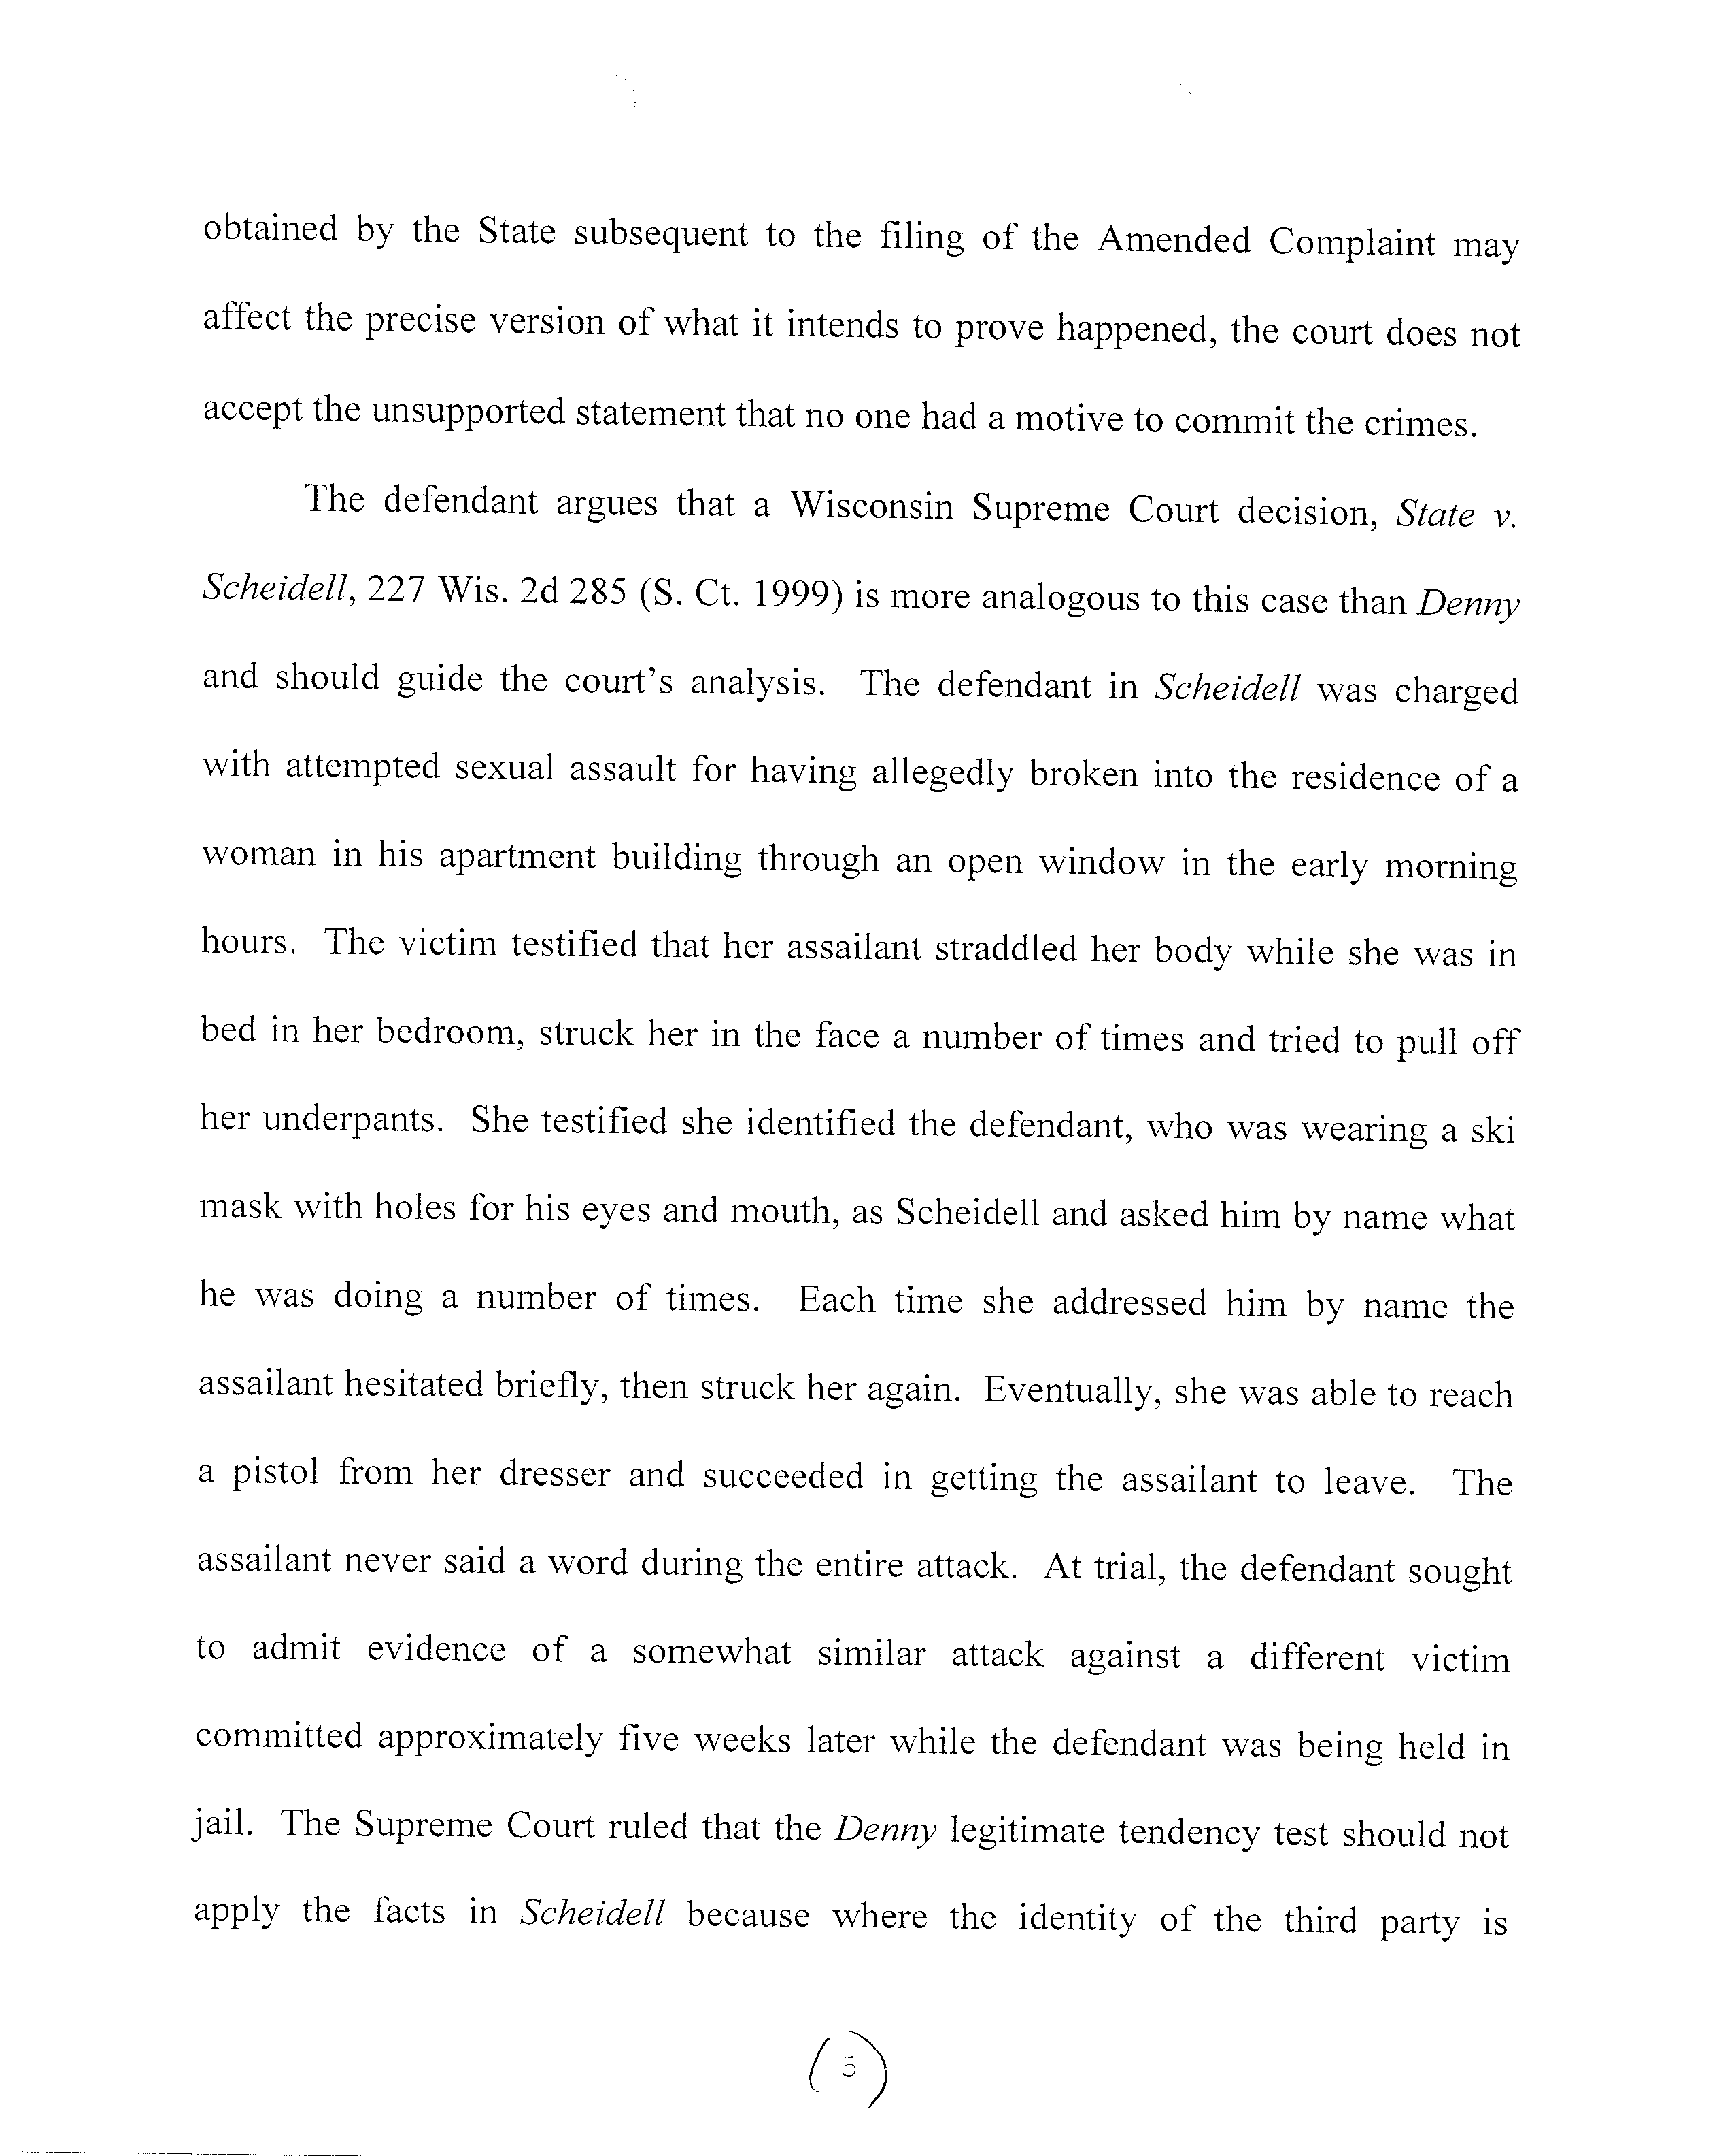 obtained by the State subsequent to the filing of the Amended Complaint may
affect the precise version of what it intends to prove happened, the court does not
accept the unsupported statement that no one had a motive to commit the crimes.
The defendant argues that a Wisconsin Supreme Court decision, State v.
Scheidell, 227 Wis. 2d 285 (S. Ct. 1999) is more analogous to this case than Denny
and should guide the court's analysis. The defendant in Scheidell was charged
with attempted sexual assault for having allegedly broken into the residence of a
woman in his apartment building through an open window in the early morning
hours. The victim testified that her assailant straddled her body while she was in
bed in her bedroom, struck her in the face a number of times and tried to pull off
her underpants. She testified she identified the defendant, who was wearing a ski
mask with holes for his eyes and mouth, as Scheidell and asked him by name what
he was doing a number of times. Each time she addressed him by name the
assailant hesitated briefly, then struck her again. Eventually, she was able to reach
a pistol from her dresser and succeeded in getting the assailant to leave. The
assailant never said a word during the entire attack. At trial, the defendant sought
to admit evidence of a somewhat similar attack against a different victim
committed approximately five weeks later while the defendant was being held in
jail. The Supreme Court ruled that the Denny legitimate tendency test should not
apply the facts in Scheidell because where the identity of the third party is
(5)